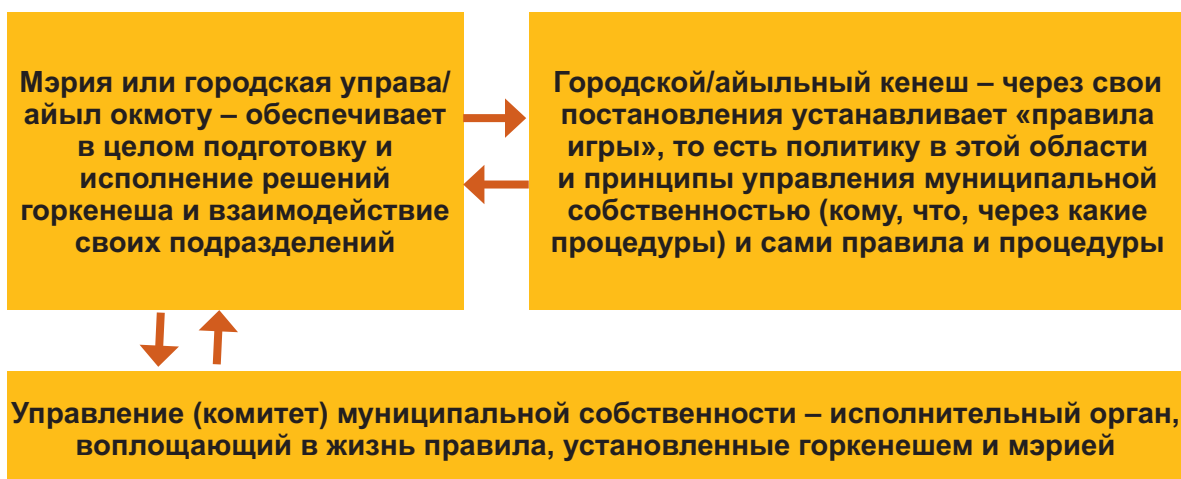 Мэрия или городская управа/
айыл окмоту – обеспечивает
в целом подготовку и
исполнение решений
горкенеша и взаимодействие
своих подразделений
Городской/айыльный кенеш – через свои
постановления устанавливает «правила
игры», то есть политику в этой области
и принципы управления муниципальной
собственностью (кому, что, через какие
процедуры) и сами правила и процедуры
Управление (комитет) муниципальной собственности – исполнительный орган,
воплощающий в жизнь правила, установленные горкенешем и мэрией